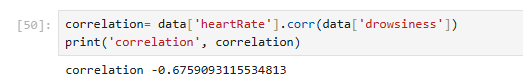 [50]: correlation= data['heartRate'].corr(data['drowsiness'])
print('correlation', correlation)
correlation -0.6759093115534813